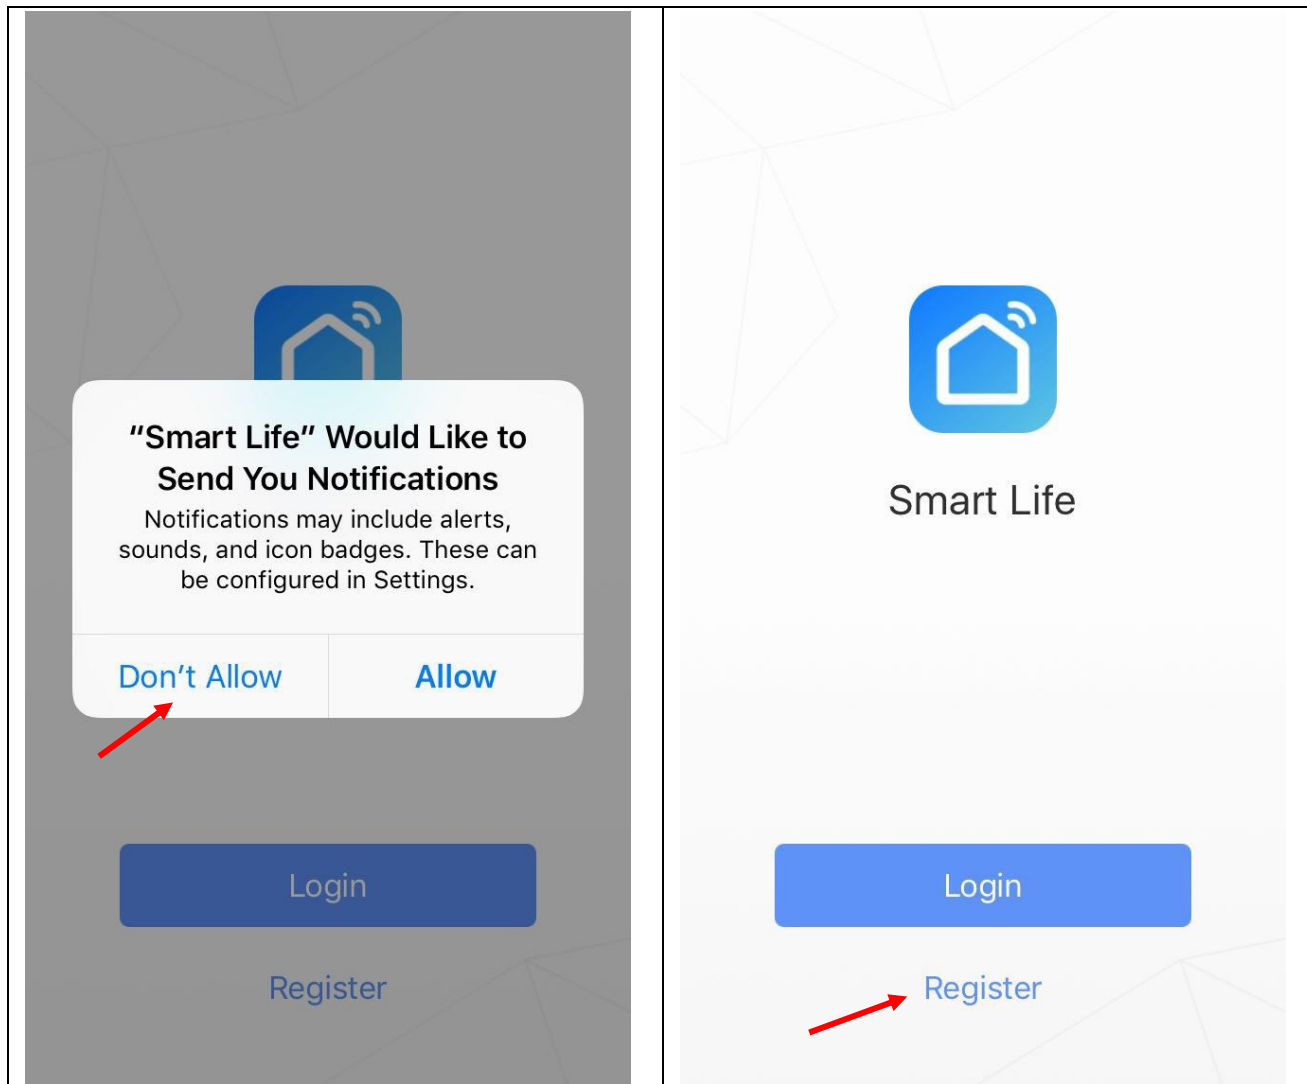 “Smart Life” Would Like to
Send You Notifications
Notifications may include alerts,
sounds, and icon badges. These can
be configured in Settings.
Don’t Allow
Allow
Login
Register
Smart Life
Login
Register